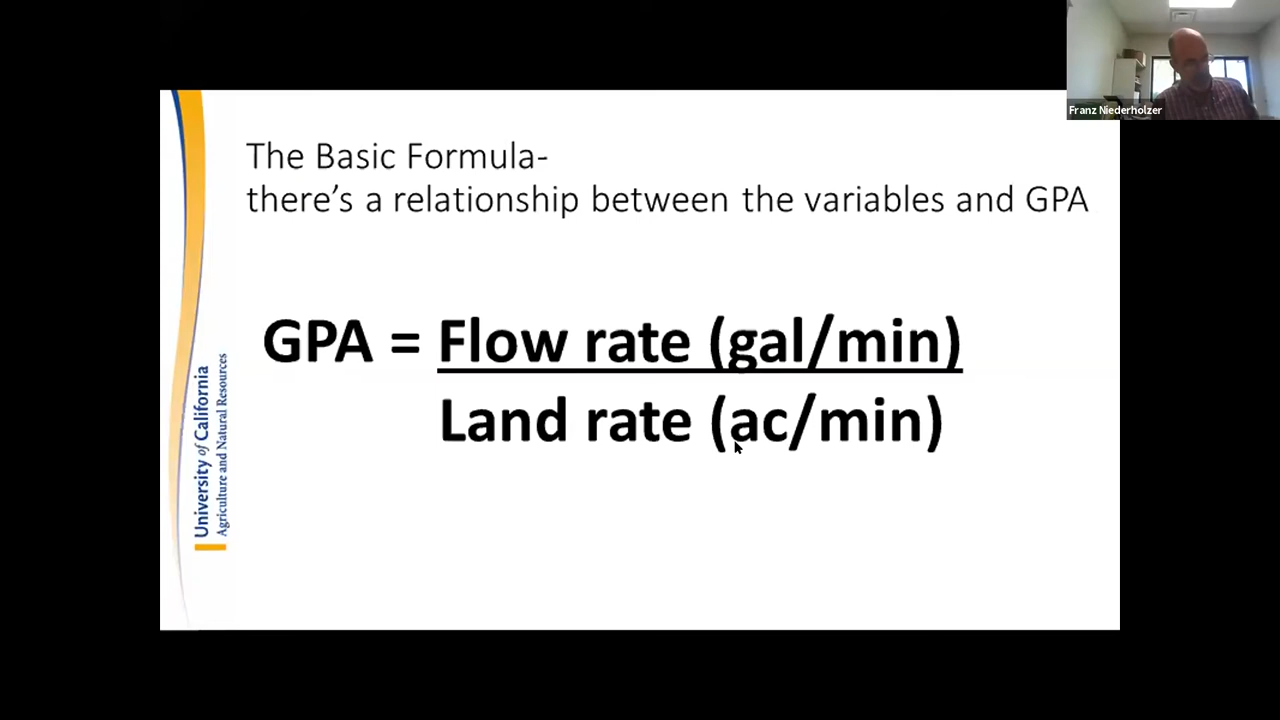 Franz Niederholzer
The Basic Formula-
there's a relationship between the variables and GPA
GPA = Flow rate (gal/min)
Land rate (ac/min)
University of California
Agriculture and Natural Resources